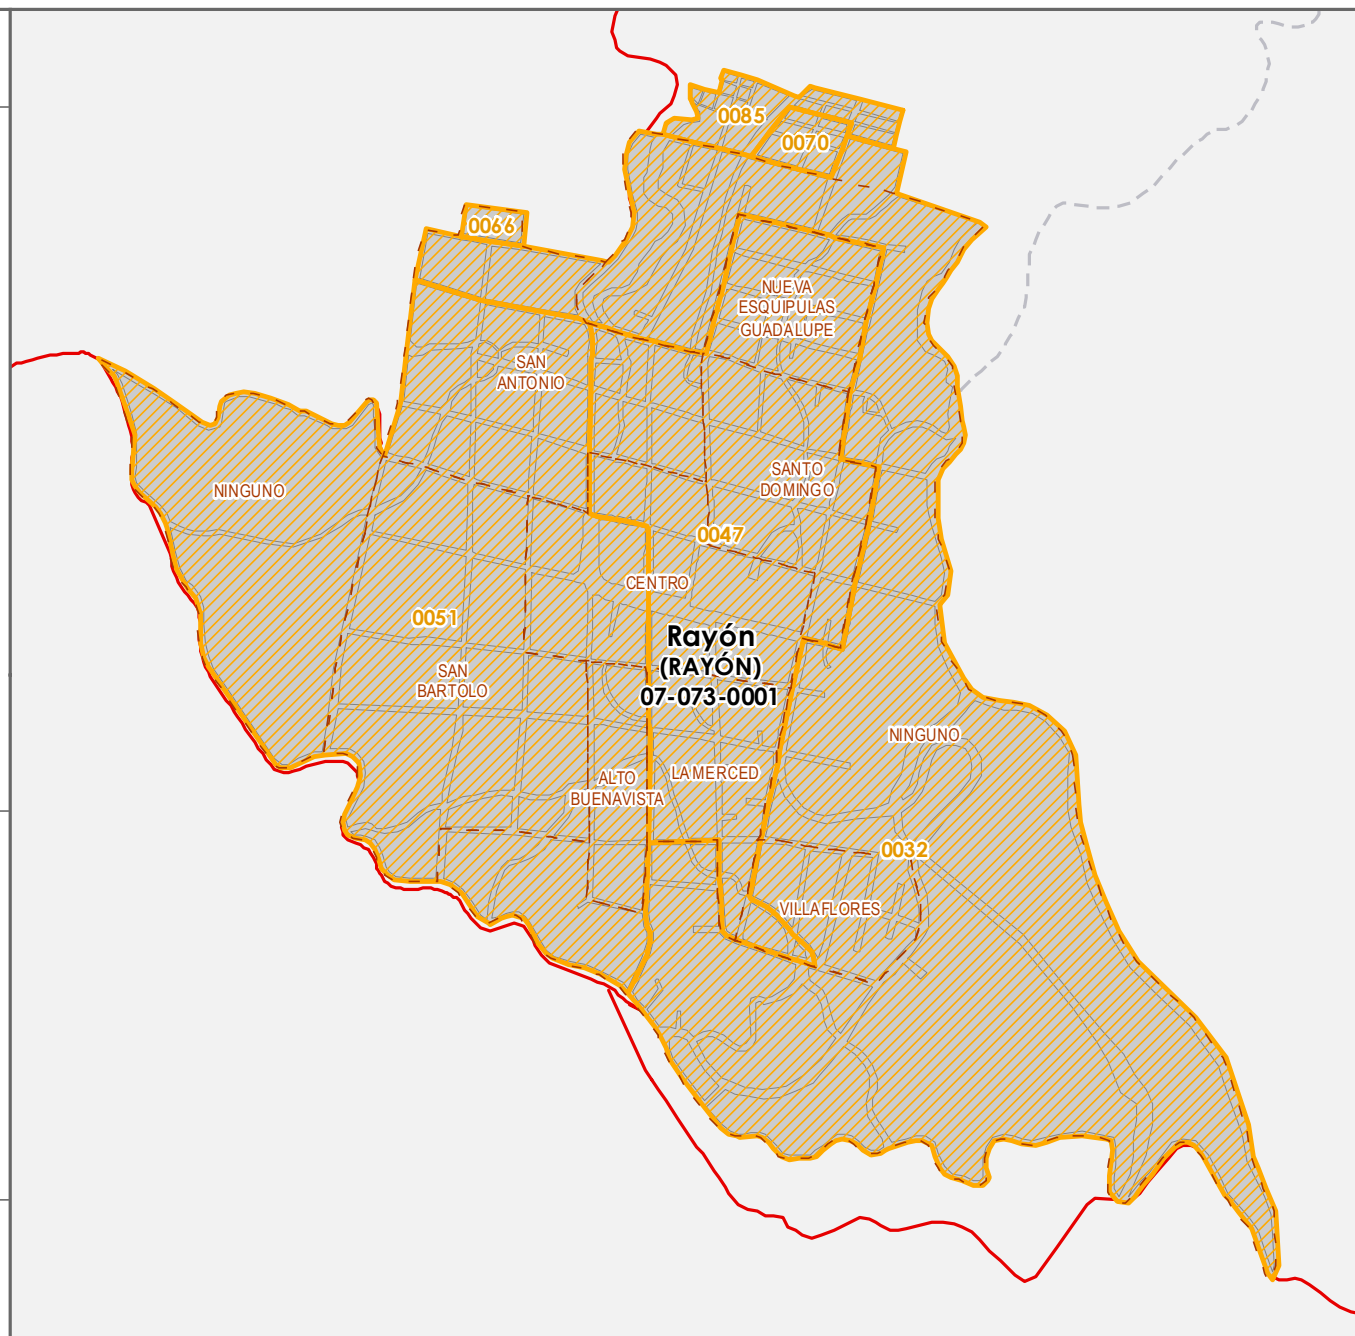 0085
0070
0066
NUEVA
ESQUIPULAS
GUADALUPE
SAN
ANTONIO
NINGUNO
SANTO
DOMINGO
0047
CENTRO
0051
Rayón
(RAYÓN)
07-073-0001
SAN
BARTOLO
NINGUNO
LA MERCED
ALTO
BUENAVISTA
0032
VILLAFLORES